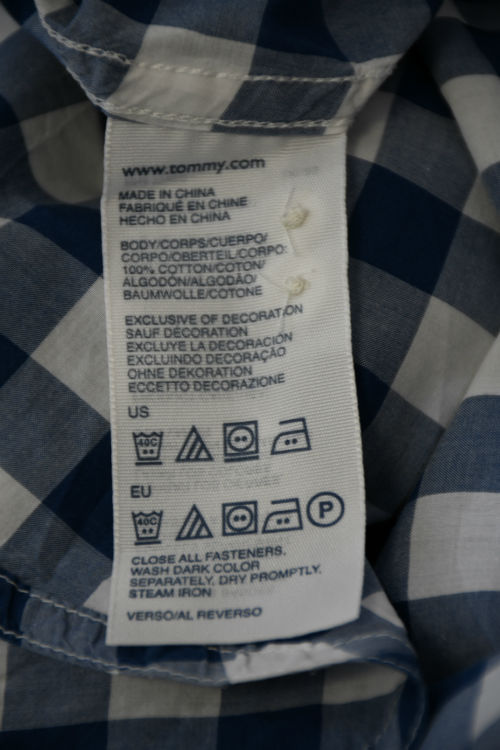 www.tommy.com
MADE IN CHINA
FABRIQUÉ EN CHINE
HECHO EN CHINA
BODY/CORPS/CUERPO/
CORPO/OBERTEIL/CORPO:
100% COTTON/COTON/
ALGODÓN/ALGODÃO/
BAUMWOLLE/COTONE
EXCLUSIVE OF DECORATION
SAUF DÉCORATION
EXCLUYE LA DECORACIÓN
EXCLUINDO DECORAÇÃO
OHNE DEKORATION
ECCETTO DECORAZIONE
US
40C
EU
40C P
CLOSE ALL FASTENERS.
WASH DARK COLOR
SEPARATELY, DRY PROMPTLY.
STEAM IRON
VERSO/AL REVERSO